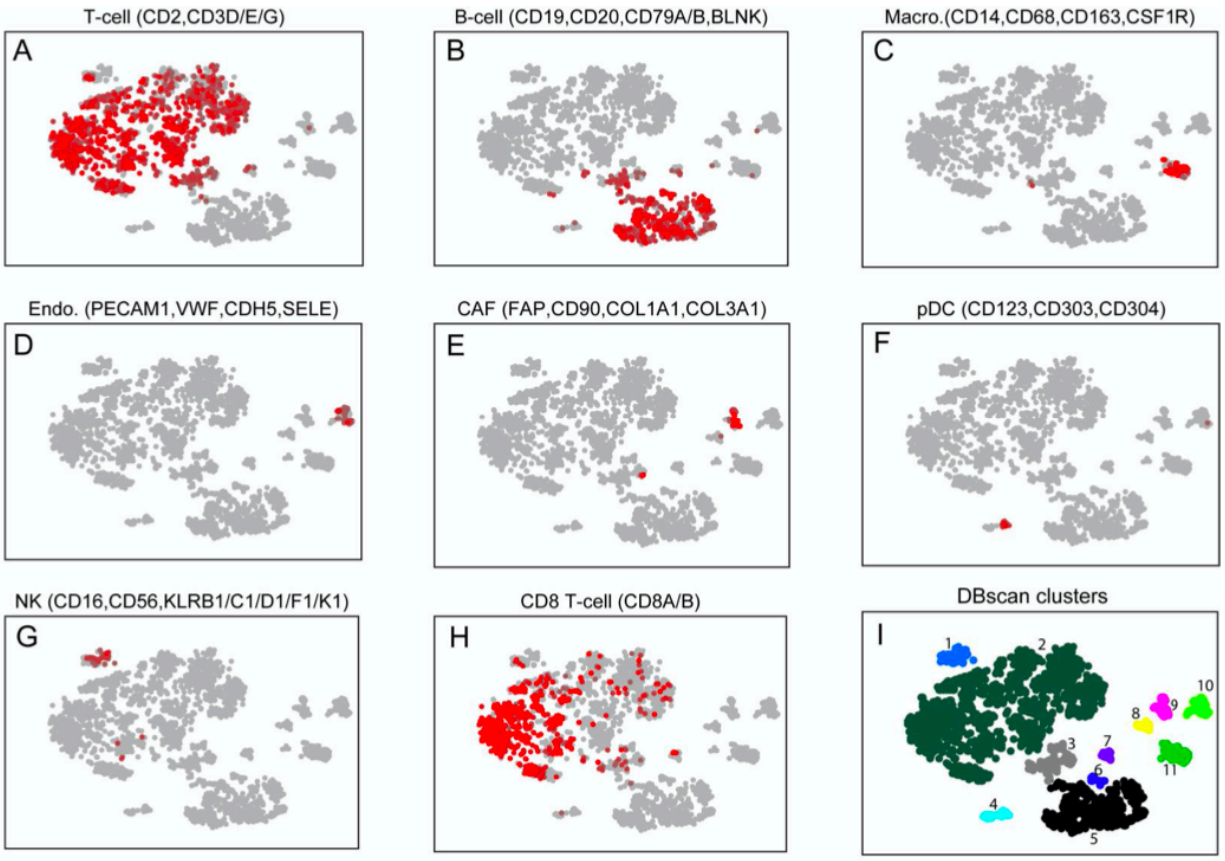 T-cell (CD2,CD3D/E/G)
B-cell (CD19,CD20,CD79A/B,BLNK)
Macro.(CD14,CD68,CD163,CSF1R)
A
B
C
Endo. (PECAM1,VWF,CDH5,SELE)
CAF (FAP,CD90,COL1A1,COL3A1)
pDC (CD123,CD303,CD304)
D
E
F
NK (CD16,CD56,KLRB1/C1/D1/F1/K1)
CD8 T-cell (CD8A/B)
DBscan clusters
G
H
I
1
2
10
9
8
3
7
11
6
4
5